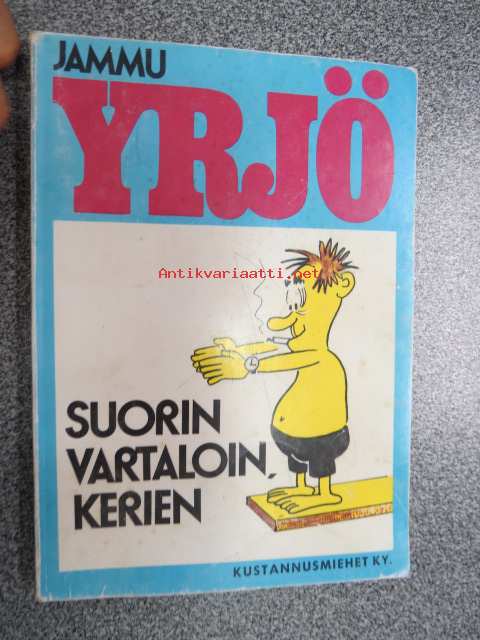 JAMMU
YRJÖ
Antikvariaatti.net
SUORIN
VARTALOIN,
KERIEN
KUSTANNUSMIEHET KY.